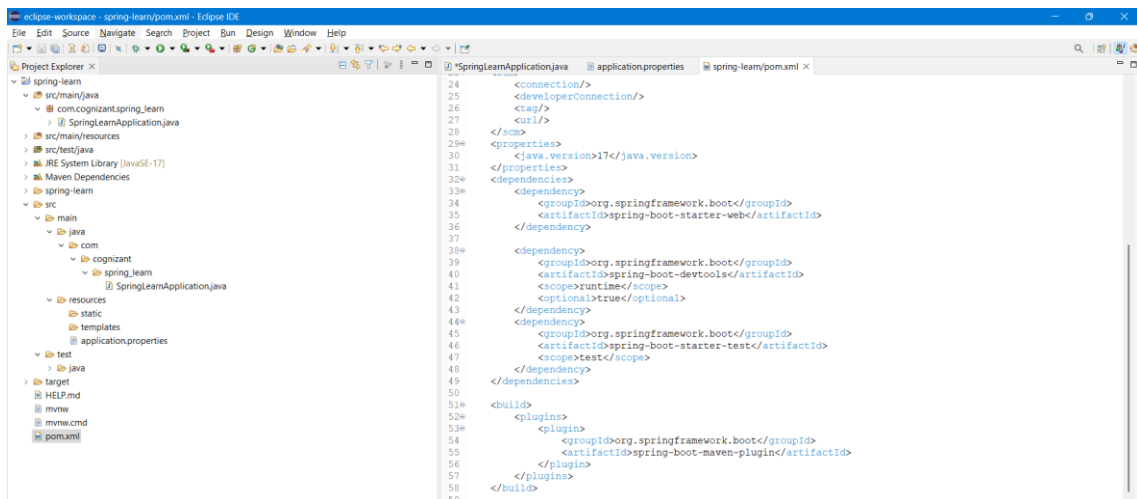 eclipse-workspace - spring-learn/pom.xml - Eclipse IDE
File Edit Source Navigate Search Project Run Design Window Help
Project Explorer
spring-learn
src/main/java
com.cognizant.spring_learn
SpringLearnApplication.java
src/main/resources
src/test/java
JRE System Library [JavaSE-17]
Maven Dependencies
spring-learn
src
main
java
com
cognizant
spring_learn
SpringLearnApplication.java
resources
static
templates
application.properties
test
java
target
HELP.md
mvnw
mvnw.cmd
pom.xml
*SpringLearnApplication.java application.properties spring-learn/pom.xml
24 <connection/>
25 <developerConnection/>
26 <tag/>
27 <url/>
28 </scm>
29 <properties>
30 <java.version>17</java.version>
31 </properties>
32 <dependencies>
33 <dependency>
34 <groupId>org.springframework.boot</groupId>
35 <artifactId>spring-boot-starter-web</artifactId>
36 </dependency>
37
38 <dependency>
39 <groupId>org.springframework.boot</groupId>
40 <artifactId>spring-boot-devtools</artifactId>
41 <scope>runtime</scope>
42 <optional>true</optional>
43 </dependency>
44 <dependency>
45 <groupId>org.springframework.boot</groupId>
46 <artifactId>spring-boot-starter-test</artifactId>
47 <scope>test</scope>
48 </dependency>
49 </dependencies>
50
51 <build>
52 <plugins>
53 <plugin>
54 <groupId>org.springframework.boot</groupId>
55 <artifactId>spring-boot-maven-plugin</artifactId>
56 </plugin>
57 </plugins>
58 </build>